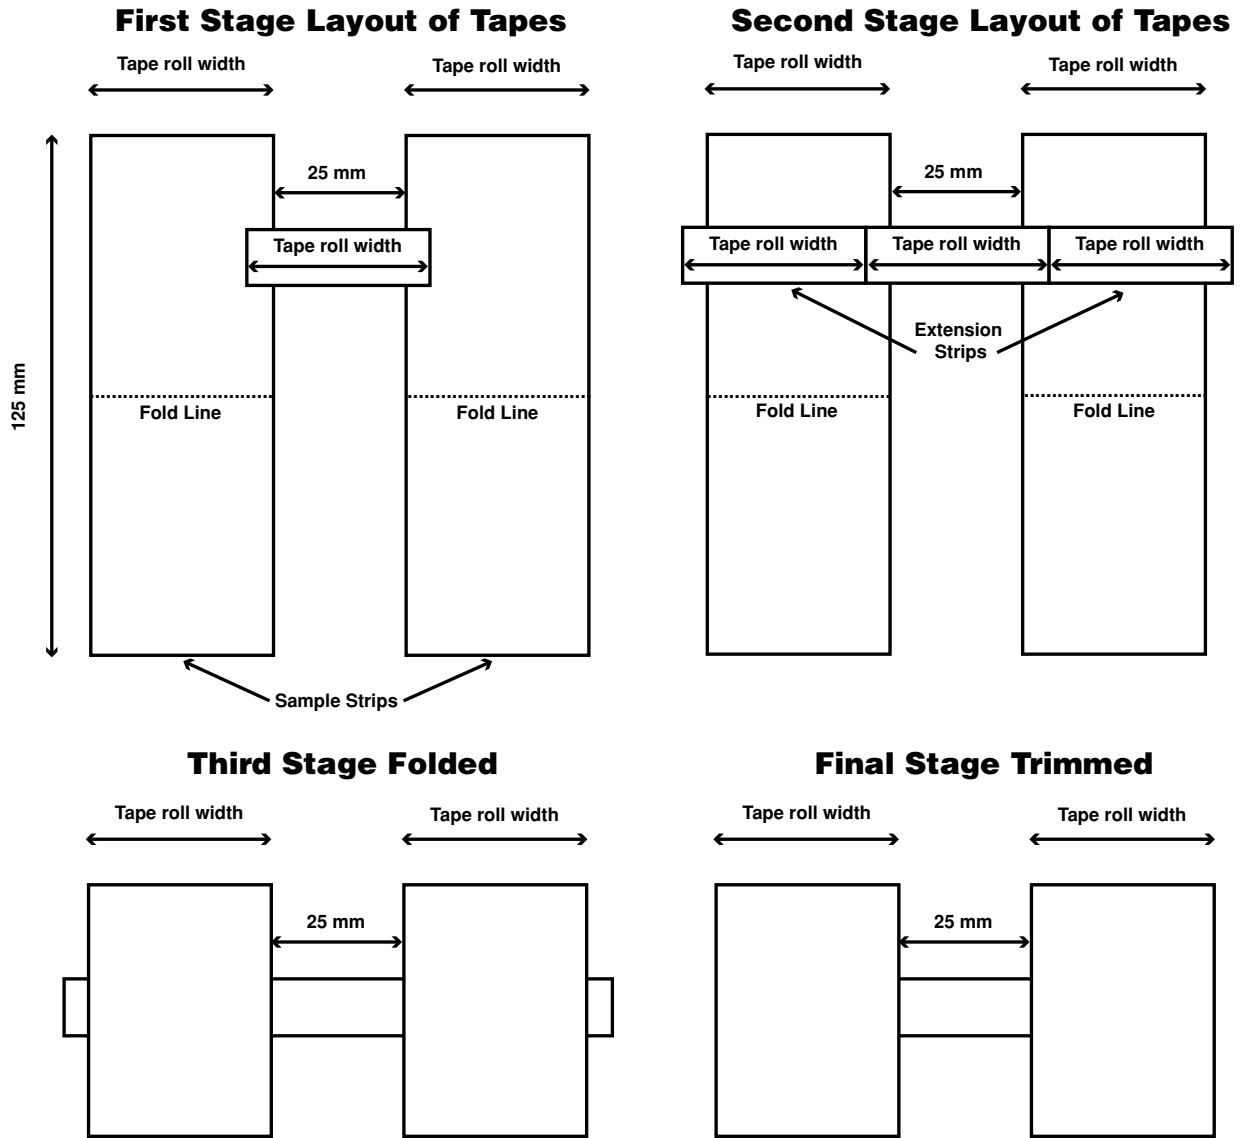 First Stage Layout of Tapes
Tape roll width
Tape roll width
25 mm
Tape roll width
125 mm
Fold Line
Fold Line
Sample Strips
Second Stage Layout of Tapes
Tape roll width
Tape roll width
25 mm
Tape roll width
Tape roll width
Tape roll width
Extension
Strips
Fold Line
Fold Line
Third Stage Folded
Tape roll width
Tape roll width
25 mm
Final Stage Trimmed
Tape roll width
Tape roll width
25 mm